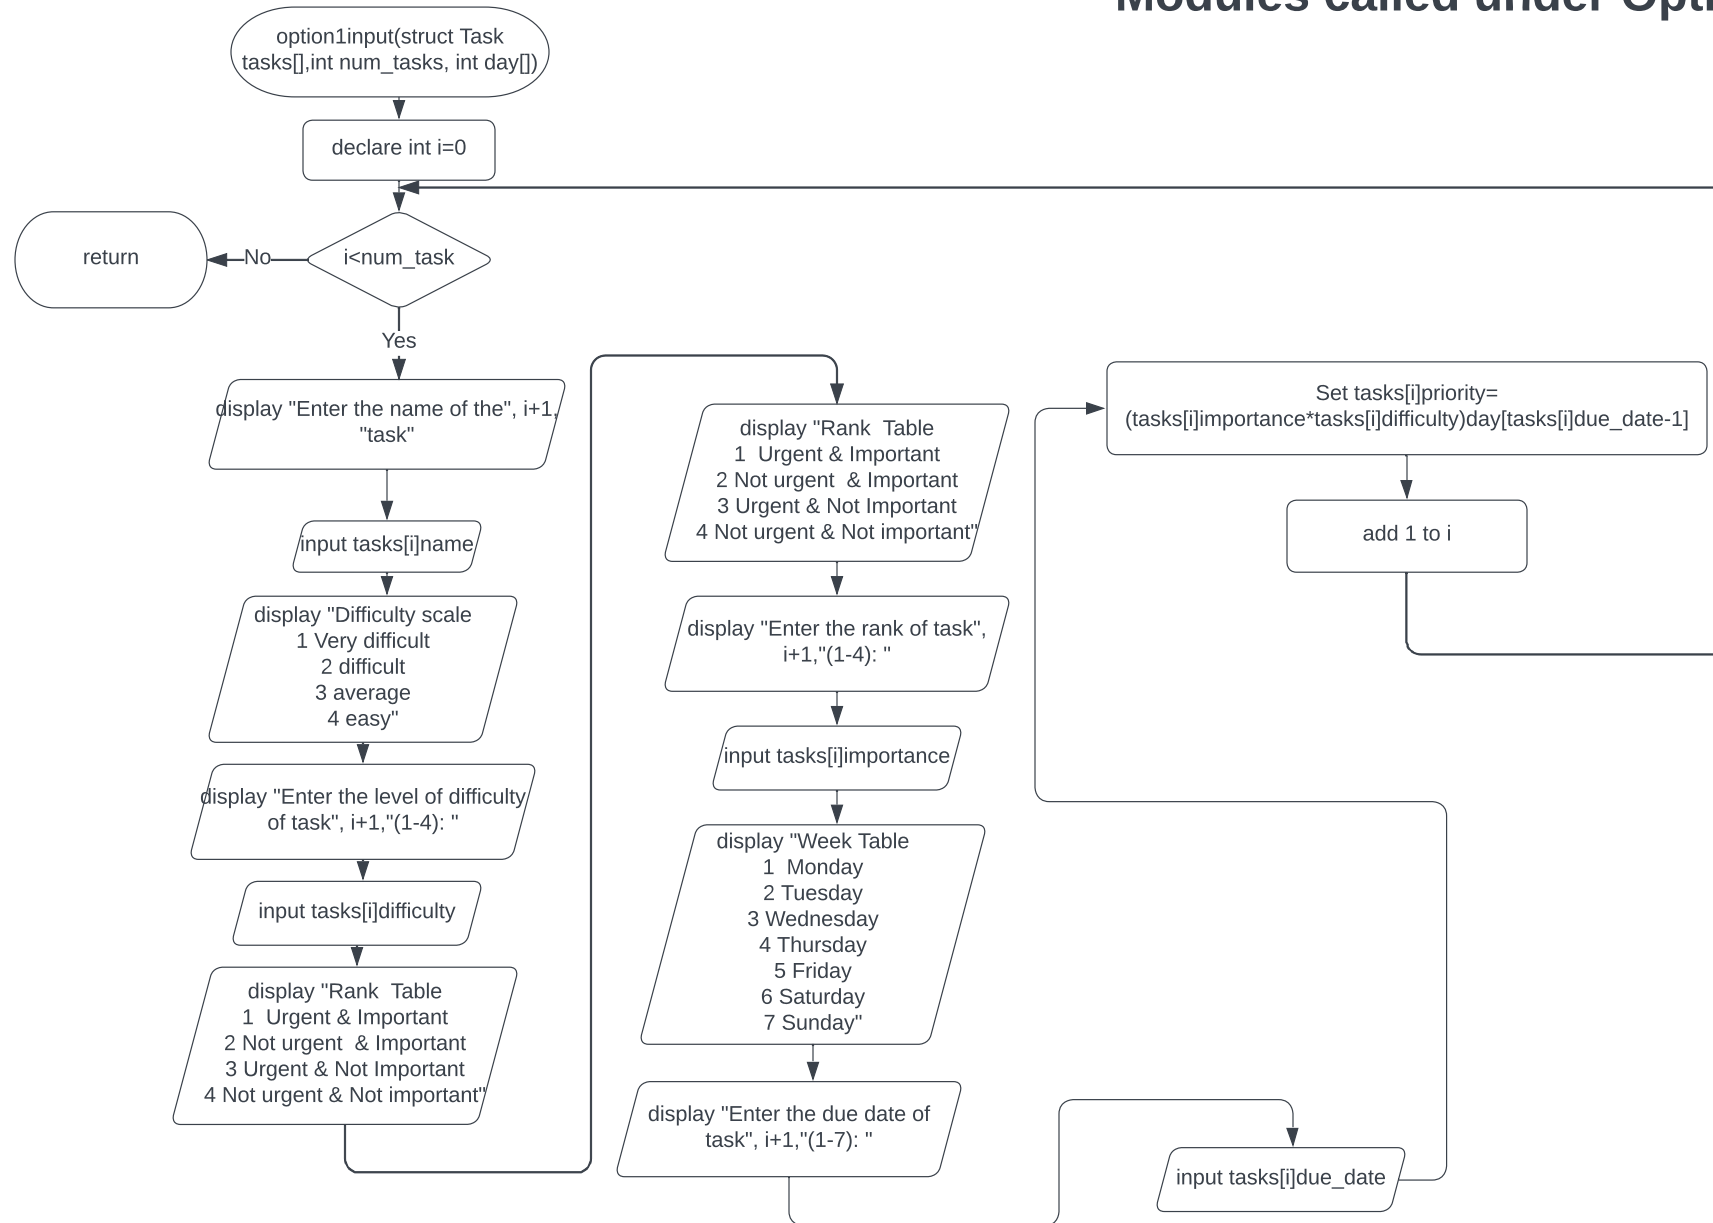 Modules called under
option1input(struct Task
tasks[],int num_tasks, int day[])
declare int i=0
i<num_task
No
return
Yes
display "Enter the name of the", i+1,
"task"
input tasks[i]name
display "Difficulty scale
1 Very difficult
2 difficult
3 average
4 easy"
display "Enter the level of difficulty
of task", i+1,"(1-4): "
input tasks[i]difficulty
display "Rank  Table
1  Urgent & Important
2 Not urgent  & Important
3 Urgent & Not Important
4 Not urgent & Not important"
display "Rank  Table
1  Urgent & Important
2 Not urgent  & Important
3 Urgent & Not Important
4 Not urgent & Not important"
display "Enter the rank of task",
i+1,"(1-4): "
input tasks[i]importance
display "Week Table
1  Monday
2 Tuesday
3 Wednesday
4 Thursday
5 Friday
6 Saturday
7 Sunday"
display "Enter the due date of
task", i+1,"(1-7): "
input tasks[i]due_date
Set tasks[i]priority=
(tasks[i]importance*tasks[i]difficulty)day[tasks[i]due_date-1]
add 1 to i